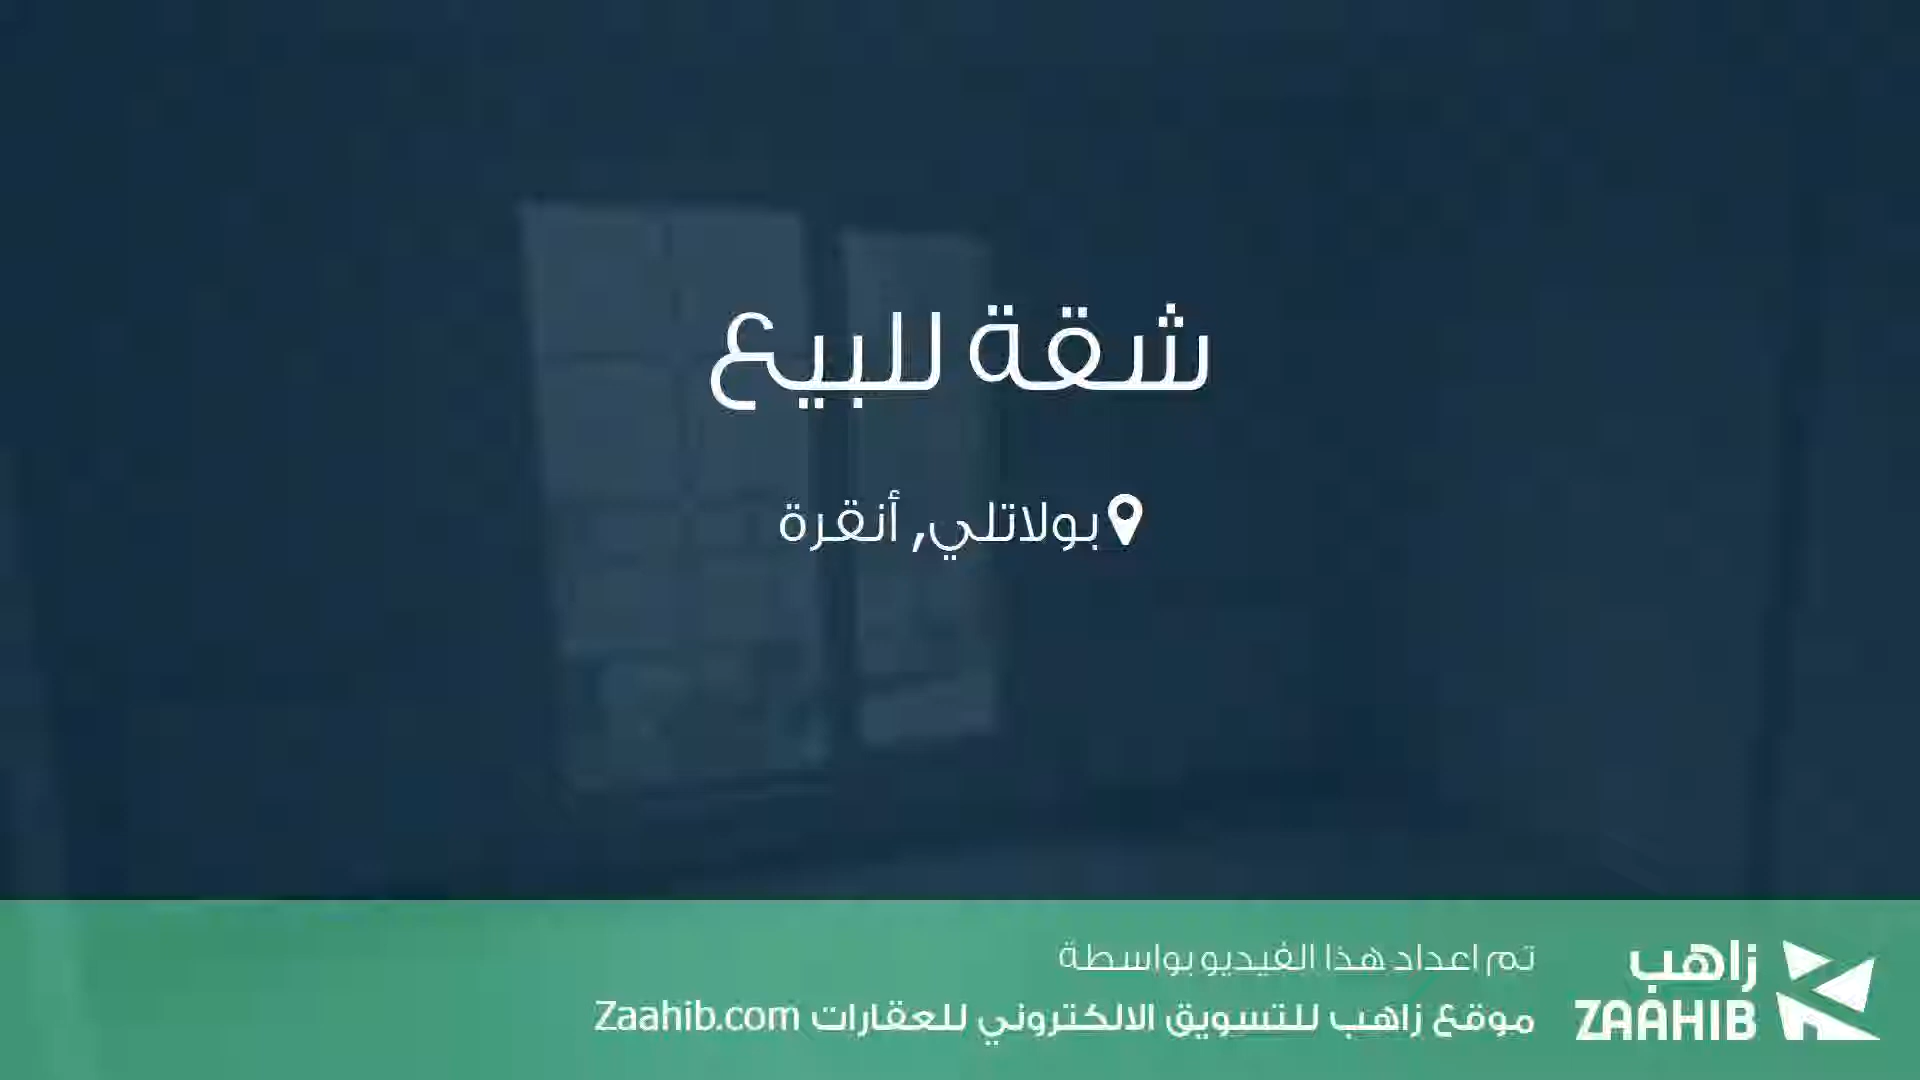 شقة للبيع
بولاتلي, أنقرة
تم اعداد هذا الفيديو بواسطة
موقع زاهب للتسويق الالكتروني للعقارات Zaahib.com
زاهب
ZAAHIB